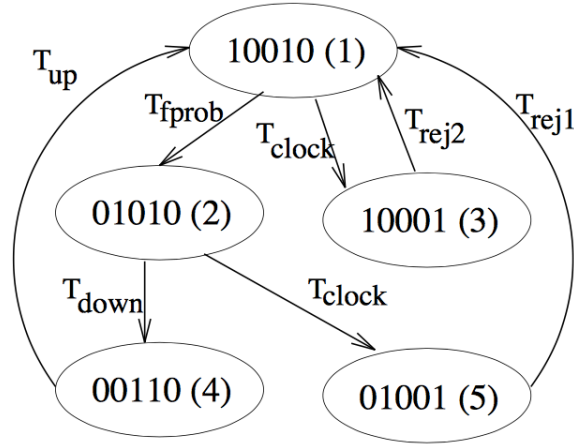 10010 (1)
T_up
T_fprob
T_clock
T_rej2
T_rej1
01010 (2)
10001 (3)
T_down
T_clock
00110 (4)
01001 (5)